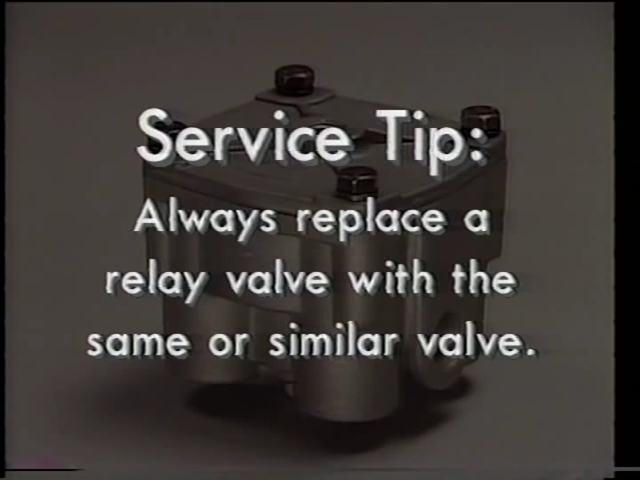 Service Tip:
Always replace a
relay valve with the
same or similar valve.